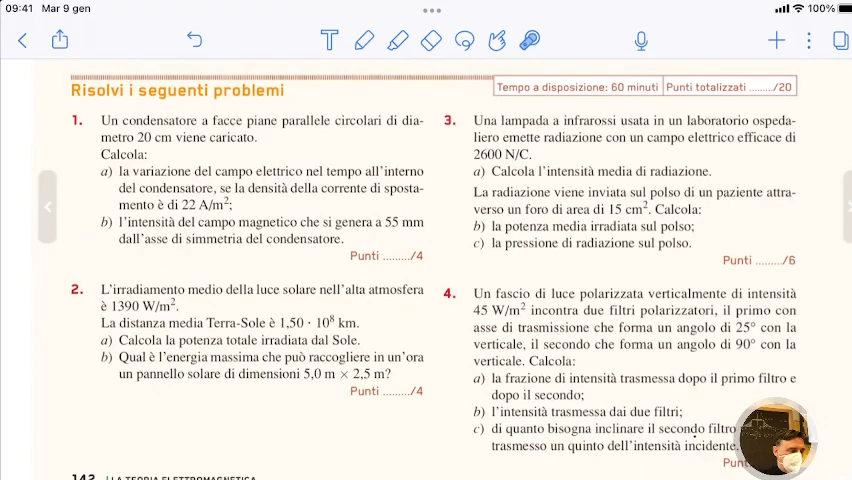 09:41 Mar 9 gen
100%
Risolvi i seguenti problemi
Tempo a disposizione: 60 minuti
Punti totalizzati ........./20
1. Un condensatore a facce piane parallele circolari di dia-
metro 20 cm viene caricato.
Calcola:
a) la variazione del campo elettrico nel tempo all'interno
del condensatore, se la densità della corrente di sposta-
mento è di 22 A/m²;
b) l'intensità del campo magnetico che si genera a 55 mm
dall'asse di simmetria del condensatore.
Punti ........./4
2. L'irradiamento medio della luce solare nell'alta atmosfera
è 1390 W/m².
La distanza media Terra-Sole è 1,50 · 10⁸ km.
a) Calcola la potenza totale irradiata dal Sole.
b) Qual è l'energia massima che può raccogliere in un'ora
un pannello solare di dimensioni 5,0 m × 2,5 m?
Punti ........./4
3. Una lampada a infrarossi usata in un laboratorio ospeda-
liero emette radiazione con un campo elettrico efficace di
2600 N/C.
a) Calcola l'intensità media di radiazione.
La radiazione viene inviata sul polso di un paziente attra-
verso un foro di area di 15 cm². Calcola:
b) la potenza media irradiata sul polso;
c) la pressione di radiazione sul polso.
Punti ........./6
4. Un fascio di luce polarizzata verticalmente di intensità
45 W/m² incontra due filtri polarizzatori, il primo con
asse di trasmissione che forma un angolo di 25° con la
verticale, il secondo che forma un angolo di 90° con la
verticale. Calcola:
a) la frazione di intensità trasmessa dopo il primo filtro e
dopo il secondo;
b) l'intensità trasmessa dai due filtri;
c) di quanto bisogna inclinare il secondo filtro
trasmesso un quinto dell'intensità incidente.
142 LA TEORIA ELETTROMAGNETICA